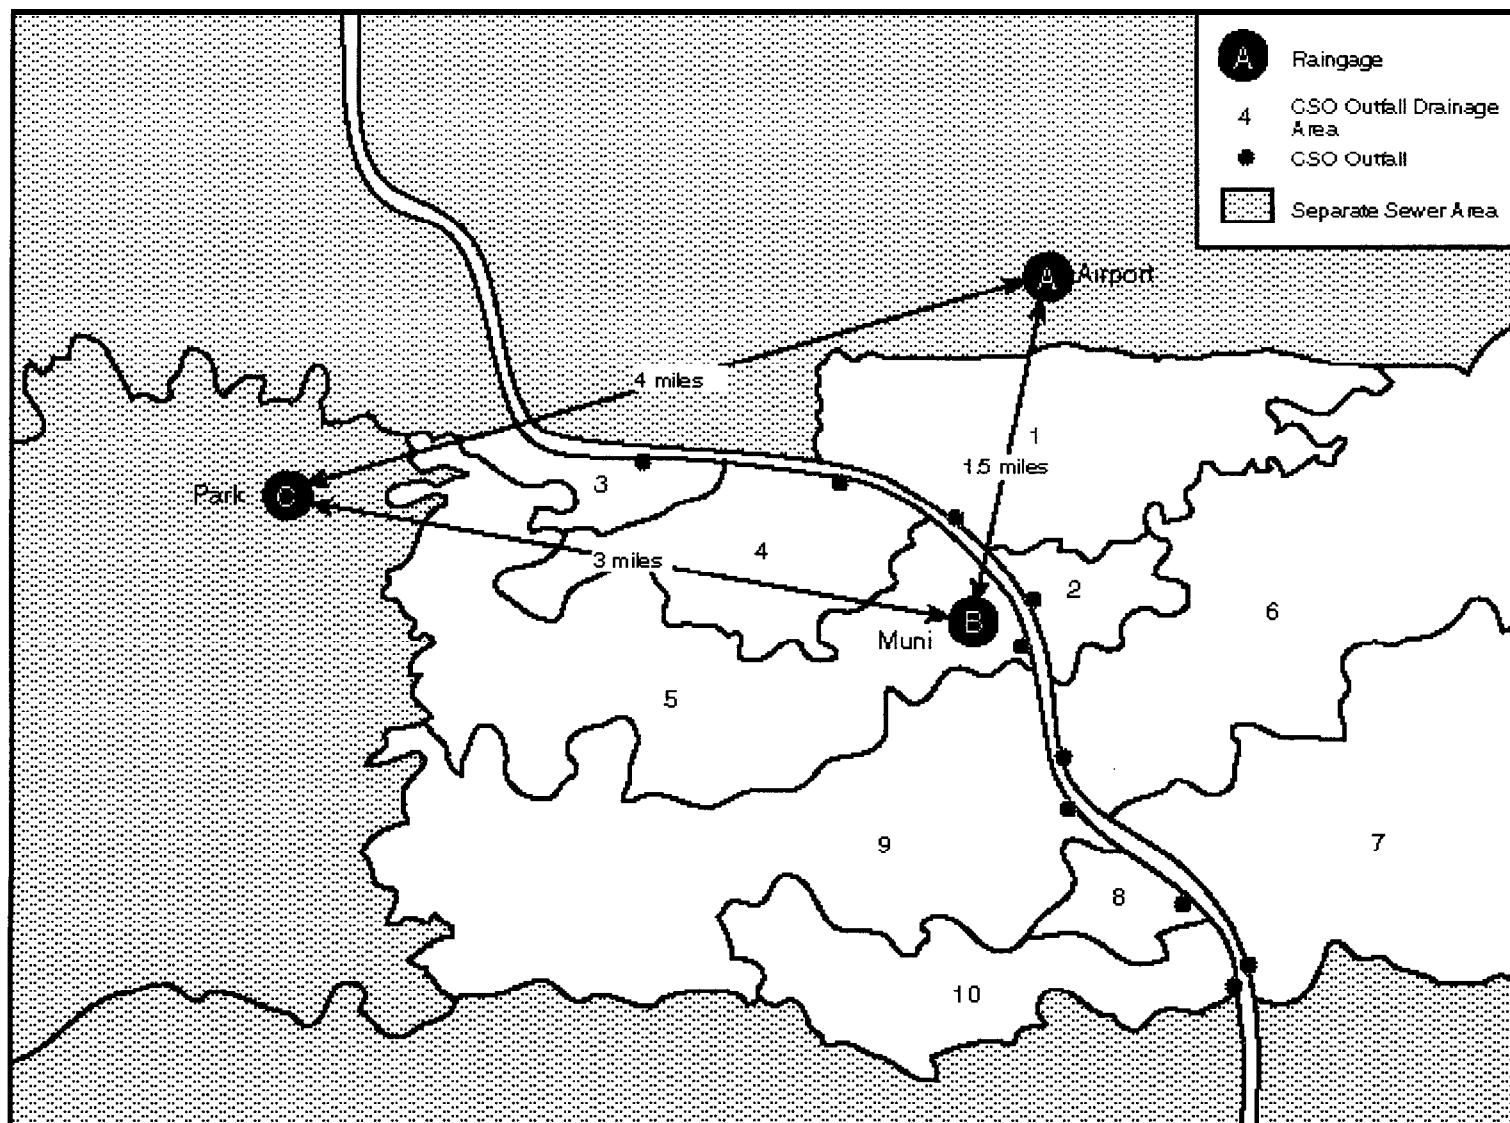 A Raingage
4 CSO Outfall Drainage
Area
CSO Outfall
Separate Sewer Area
A Airport
4 miles
1
1.5 miles
Park C
3
4
3 miles
2
B
Muni
6
5
9
7
8
10